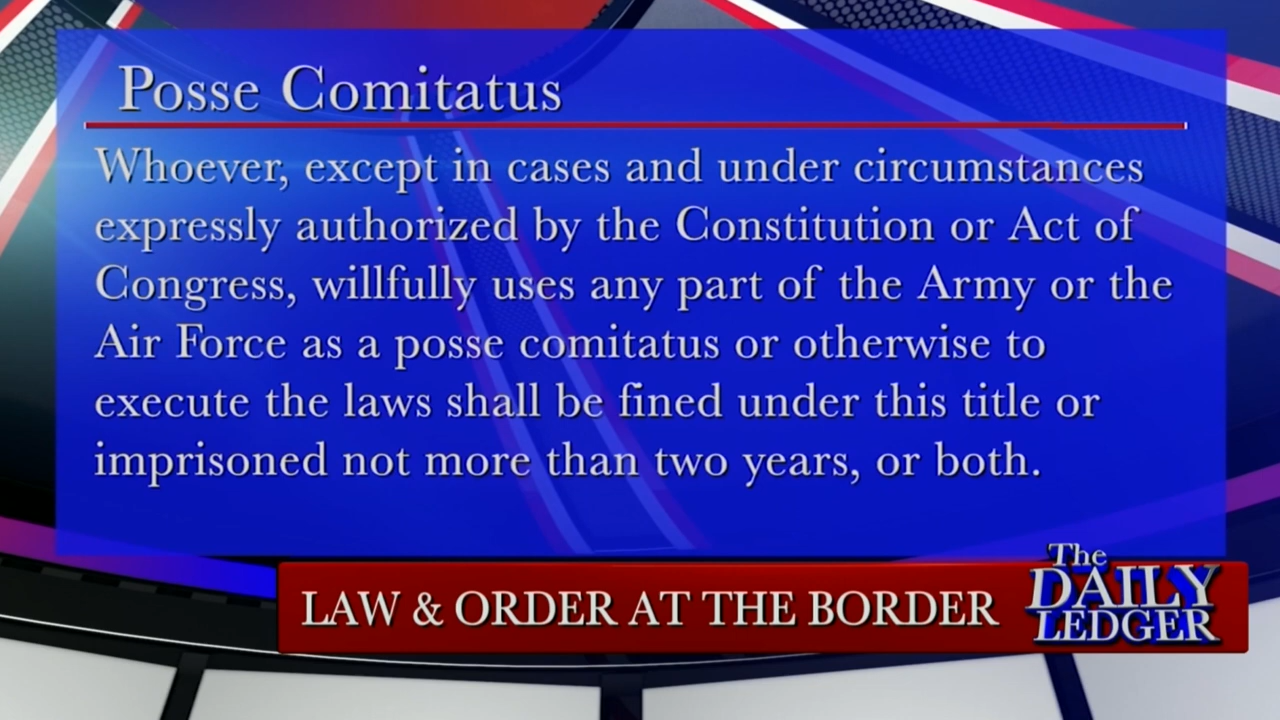 Posse Comitatus
Whoever, except in cases and under circumstances
expressly authorized by the Constitution or Act of
Congress, willfully uses any part of the Army or the
Air Force as a posse comitatus or otherwise to
execute the laws shall be fined under this title or
imprisoned not more than two years, or both.
LAW & ORDER AT THE BORDER
The
DAILY
LEDGER